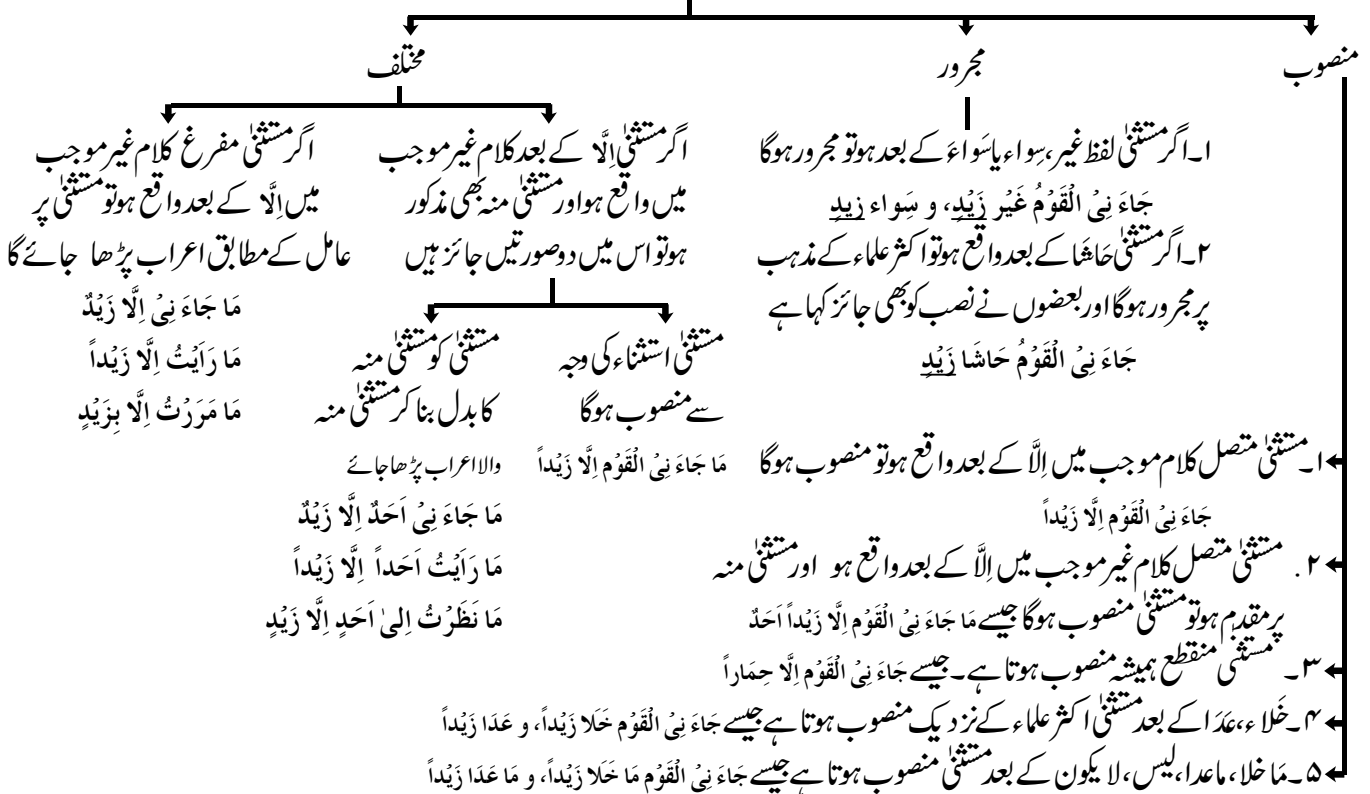 منصوب
مجرور
مختلف
۱۔اگر مستثنیٰ لفظ غیر، سِواء یا سَواءَ کے بعد ہو تو مجرور ہوگا
جَاءَ نِیْ الْقَوْمُ غَیْر زَیْدٍ، و سَِواء زیدٍ
۲۔اگر مستثنیٰ حَاشَا کے بعد واقع ہو تو اکثر علماء کے مذہب
پر مجرور ہوگا اور بعضوں نے نصب کو بھی جائز کہا ہے
جَاءَ نِیْ الْقَوْمُ حَاشَا زَیْدٍ
اگر مستثنیٰ اِلَّا کے بعد کلام غیر موجب
میں واقع ہو اور مستثنیٰ منہ بھی مذکور
ہو تو اس میں دو صورتیں جائز ہیں
مستثنیٰ استثناء کی وجہ
سے منصوب ہوگا
مَا جَاءَ نِیْ الْقَوْم اِلَّا زَیْداً
مستثنیٰ کو مستثنیٰ منہ
کا بدل بنا کر مستثنیٰ منہ
والا اعراب پڑھا جائے
مَا جَاءَ نِیْ اَحَدٌ اِلَّا زَیْدٌ
مَا رَاَیْتُ اَحَداً اِلَّا زَیْداً
مَا نَظَرْتُ اِلیٰ اَحَدٍ اِلَّا زَیْدٍ
اگر مستثنیٰ مفرغ کلام غیر موجب
میں اِلَّا کے بعد واقع ہو تو مستثنیٰ پر
عامل کے مطابق اعراب پڑھا جائے گا
مَا جَاءَ نِیْ اِلَّا زَیْدٌ
مَا رَاَیْتُ اِلَّا زَیْداً
مَا مَرَرْتُ اِلَّا بِزَیْدٍ
۱۔مستثنیٰ متصل کلام موجب میں اِلَّا کے بعد واقع ہو تو منصوب ہوگا
جَاءَ نِیْ الْقَوْم اِلَّا زَیْداً
۲. مستثنیٰ متصل کلام غیر موجب میں اِلَّا کے بعد واقع ہو اور مستثنیٰ منہ
پر مقدم ہو تو مستثنیٰ منصوب ہوگا جیسے مَا جَاءَ نِیْ الْقَوْم اِلَّا زَیْداً اَحَدٌ
۳۔ مستثنٰی منقطع ہمیشہ منصوب ہوتا ہے۔جیسے جَاءَ نِیْ الْقَوْم اِلَّا حِمَاراً
۴۔خَلاء،عَدَا کے بعد مستثنیٰ اکثر علماء کے نزدیک منصوب ہوتا ہے جیسے جَاءَ نِیْ الْقَوْم خَلَا زَیْداً، و عَدَا زَیْداً
۵۔مَا خلا، ماعدا، لیس، لا یکون کے بعد مستثنیٰ منصوب ہوتا ہے جیسے جَاءَ نِیْ الْقَوْم مَا خَلَا زَیْداً، و مَا عَدَا زَیْداً